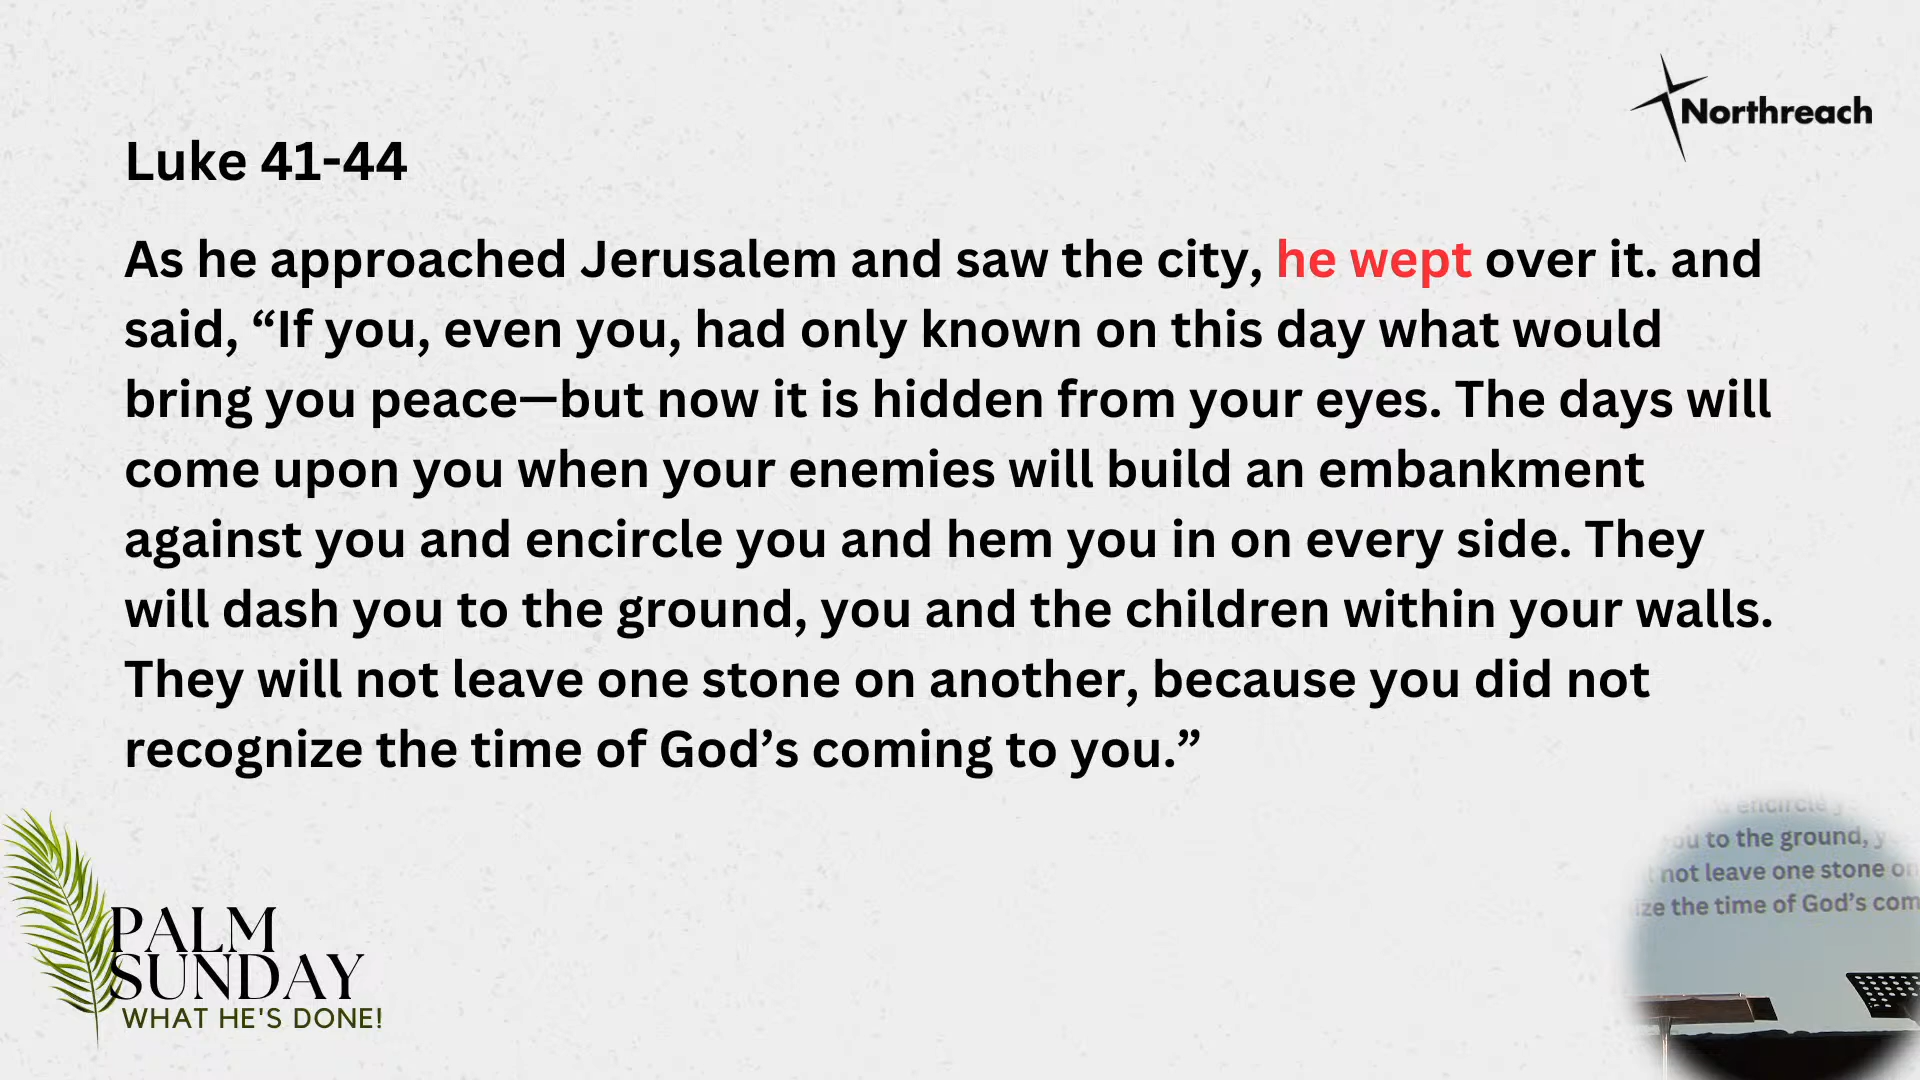 Northreach
Luke 41-44
As he approached Jerusalem and saw the city, he wept over it. and
said, “If you, even you, had only known on this day what would
bring you peace—but now it is hidden from your eyes. The days will
come upon you when your enemies will build an embankment
against you and encircle you and hem you in on every side. They
will dash you to the ground, you and the children within your walls.
They will not leave one stone on another, because you did not
recognize the time of God’s coming to you.”
encircle
to the ground,
not leave one stone on
the time of God’s com
PALM
SUNDAY
WHAT HE'S DONE!